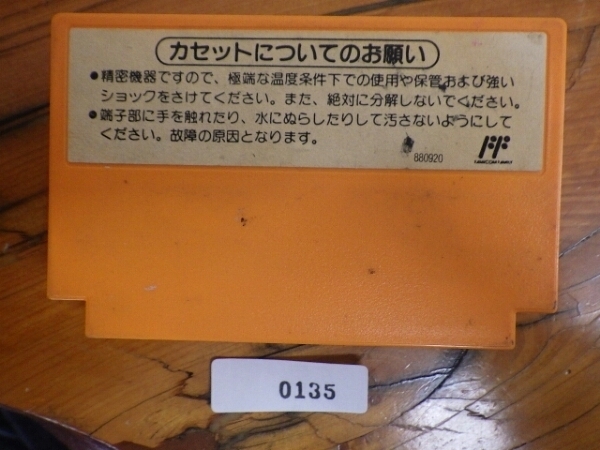 カセットについてのお願い
●精密機器ですので、極端な温度条件下での使用や保管および強い
ショックをさけてください。また、絶対に分解しないでください。
●端子部に手を触れたり、水にぬらしたりして汚さないようにして
ください。故障の原因となります。
880920
0135